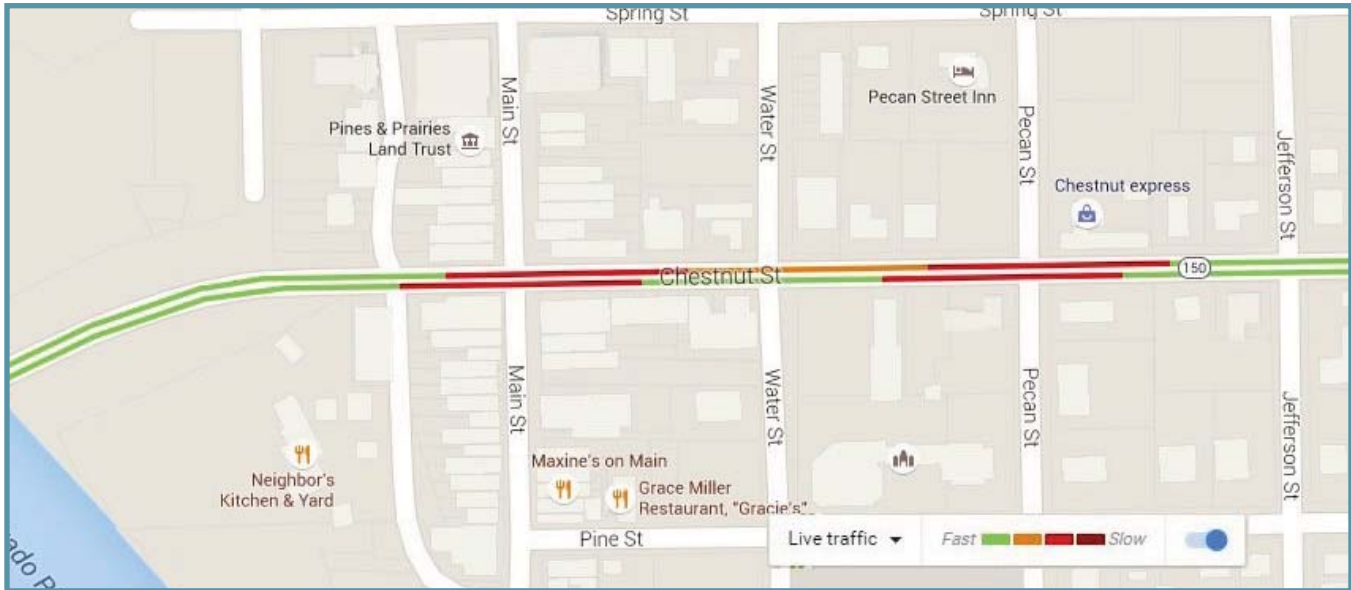 Spring St
Spring St
Main St
Water St
Pecan Street Inn
Pecan St
Jefferson St
Pines & Prairies
Land Trust
Chestnut express
Chestnut St
150
Main St
Water St
Pecan St
Jefferson St
Maxine's on Main
Neighbor's
Kitchen & Yard
Grace Miller
Restaurant, "Gracie's"
Pine St
Live traffic
Fast
Slow
ado